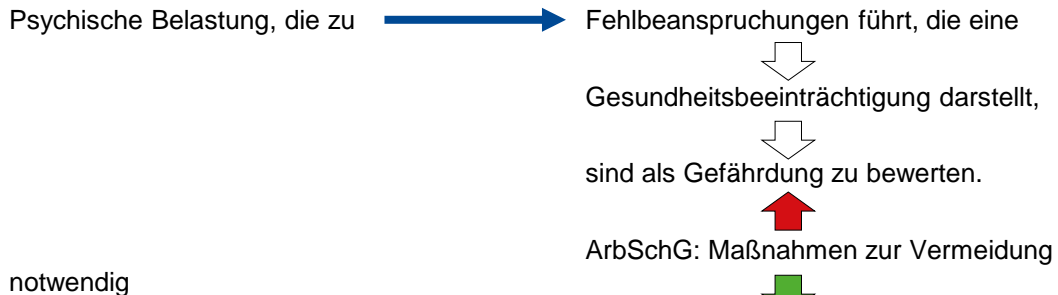 Psychische Belastung, die zu Fehlbeanspruchungen führt, die eine
Gesundheitsbeeinträchtigung darstellt,
sind als Gefährdung zu bewerten.
ArbSchG: Maßnahmen zur Vermeidung
notwendig